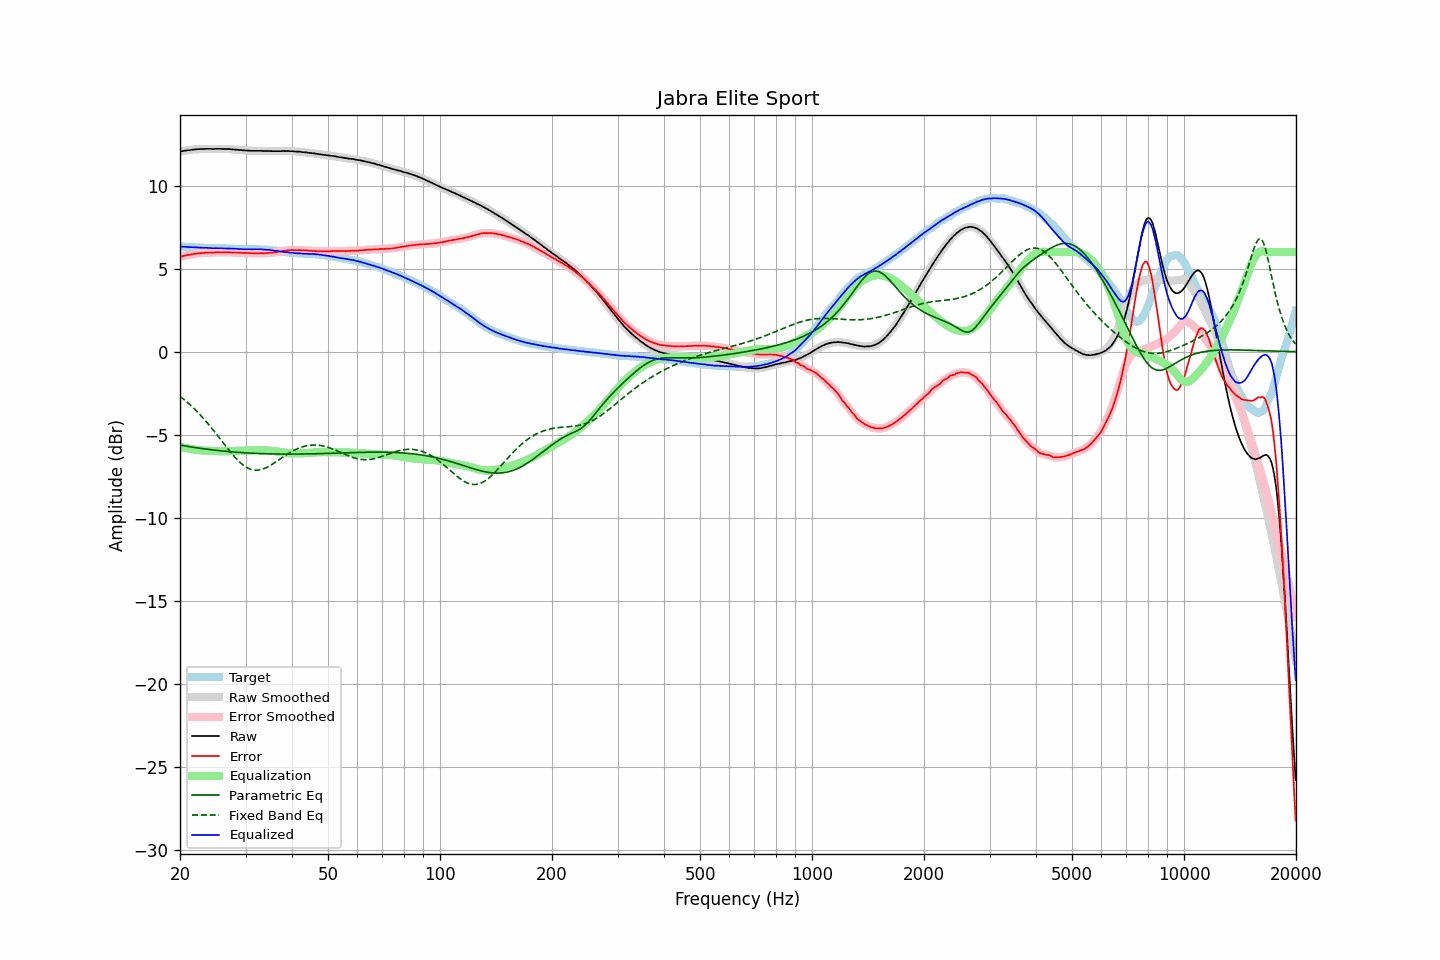 Jabra Elite Sport
Amplitude (dBr)
10
5
0
−5
−10
−15
−20
−25
−30
Target
Raw Smoothed
Error Smoothed
Raw
Error
Equalization
Parametric Eq
Fixed Band Eq
Equalized
20 50 100 200 500 1000 2000 5000 10000 20000
Frequency (Hz)